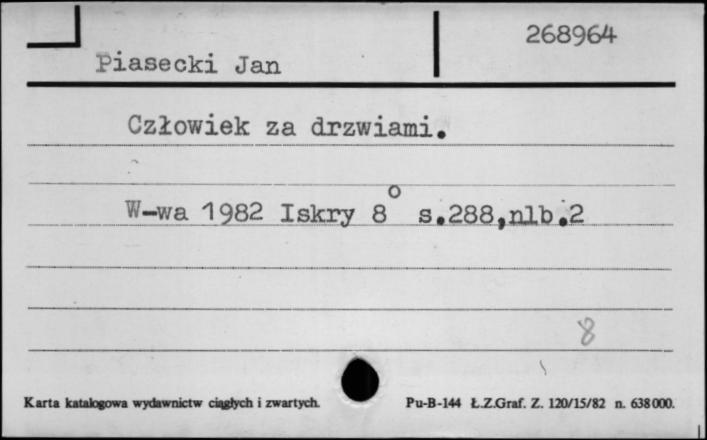 268964
Piasecki Jan
Człowiek za drzwiami.
W-wa 1982 Iskry 8° s.288,nlb.2
8
Karta katalogowa wydawnictw ciągłych i zwartych. Pu-B-144 Ł.Z.Graf. Z. 120/15/82 n. 638000.